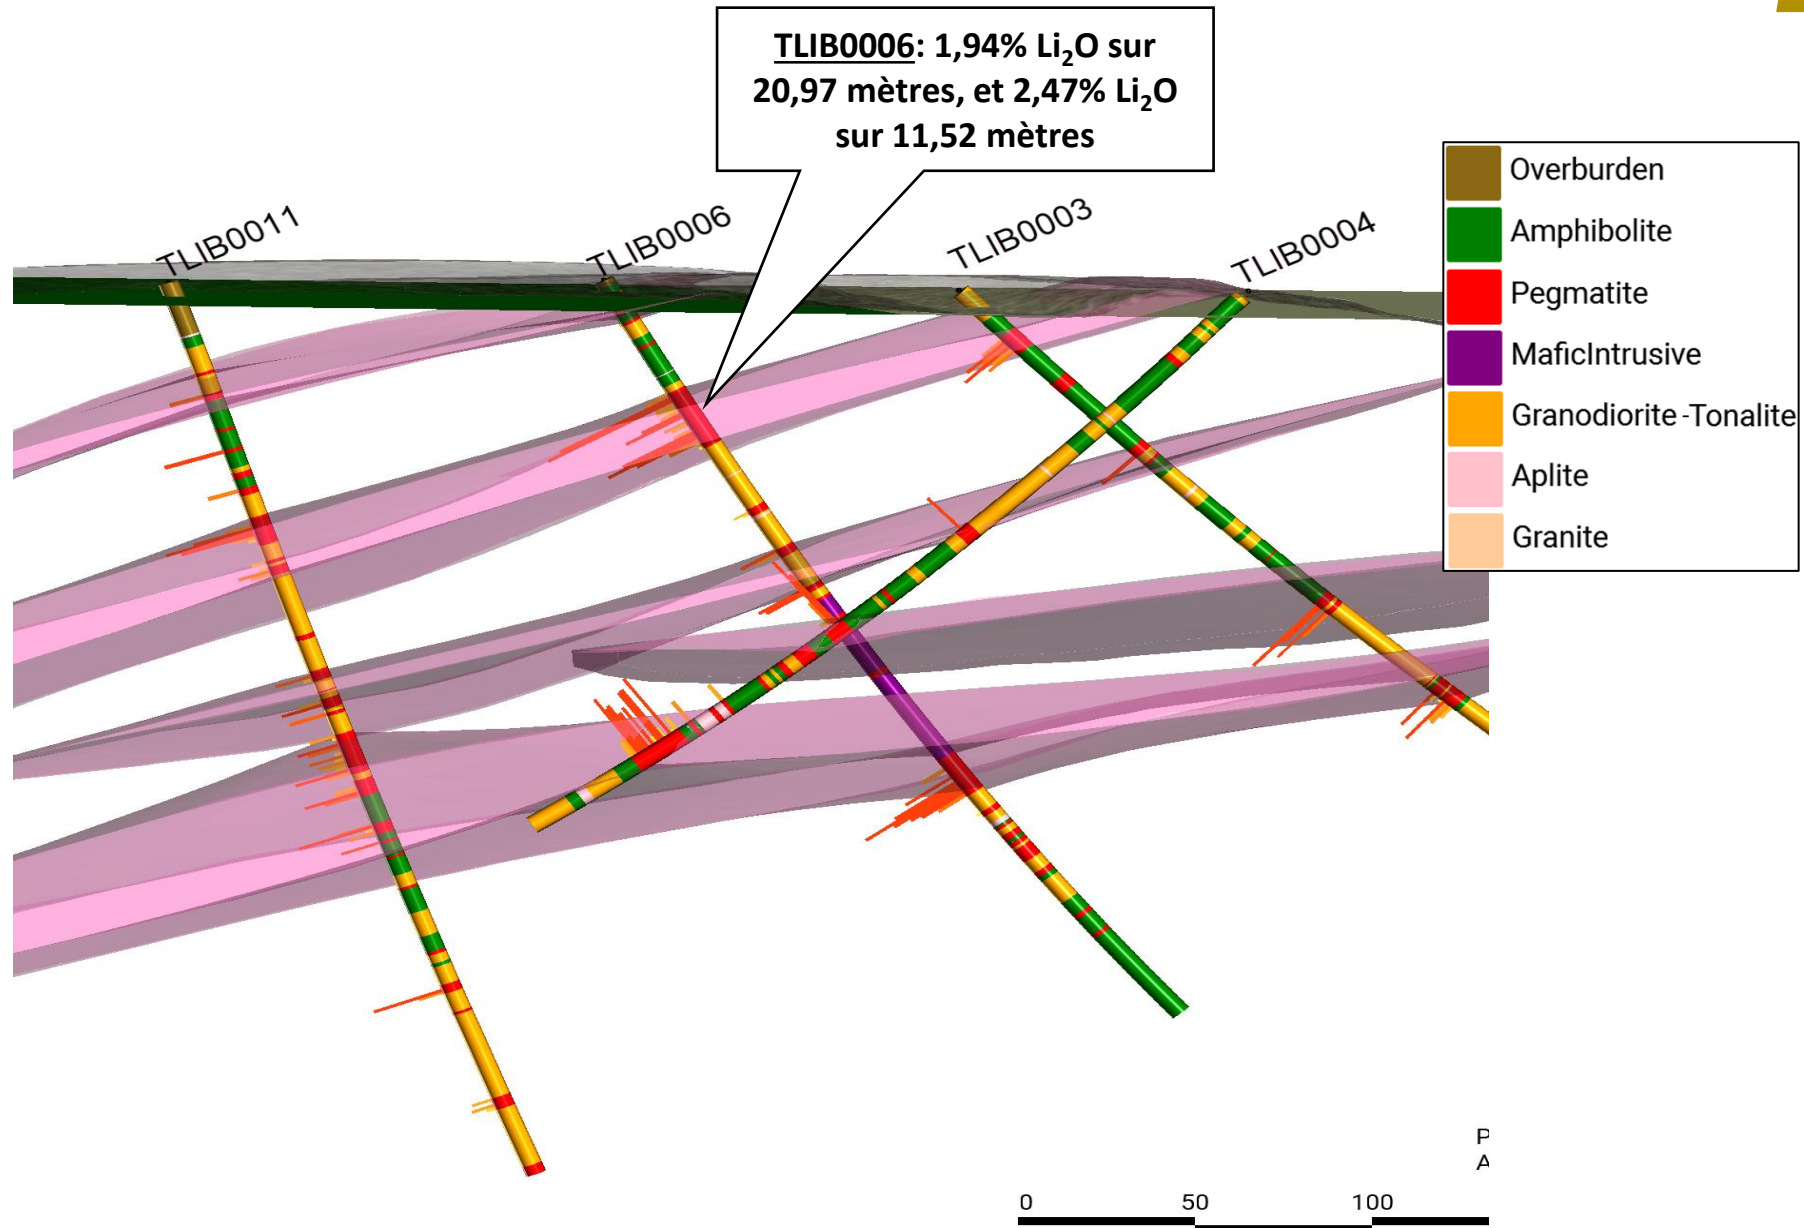 TLIB0006: 1,94% Li₂O sur
20,97 mètres, et 2,47% Li₂O
sur 11,52 mètres
TLIB0011
TLIB0006
TLIB0003
TLIB0004
Overburden
Amphibolite
Pegmatite
MaficIntrusive
Granodiorite-Tonalite
Aplite
Granite
P
A
0 50 100